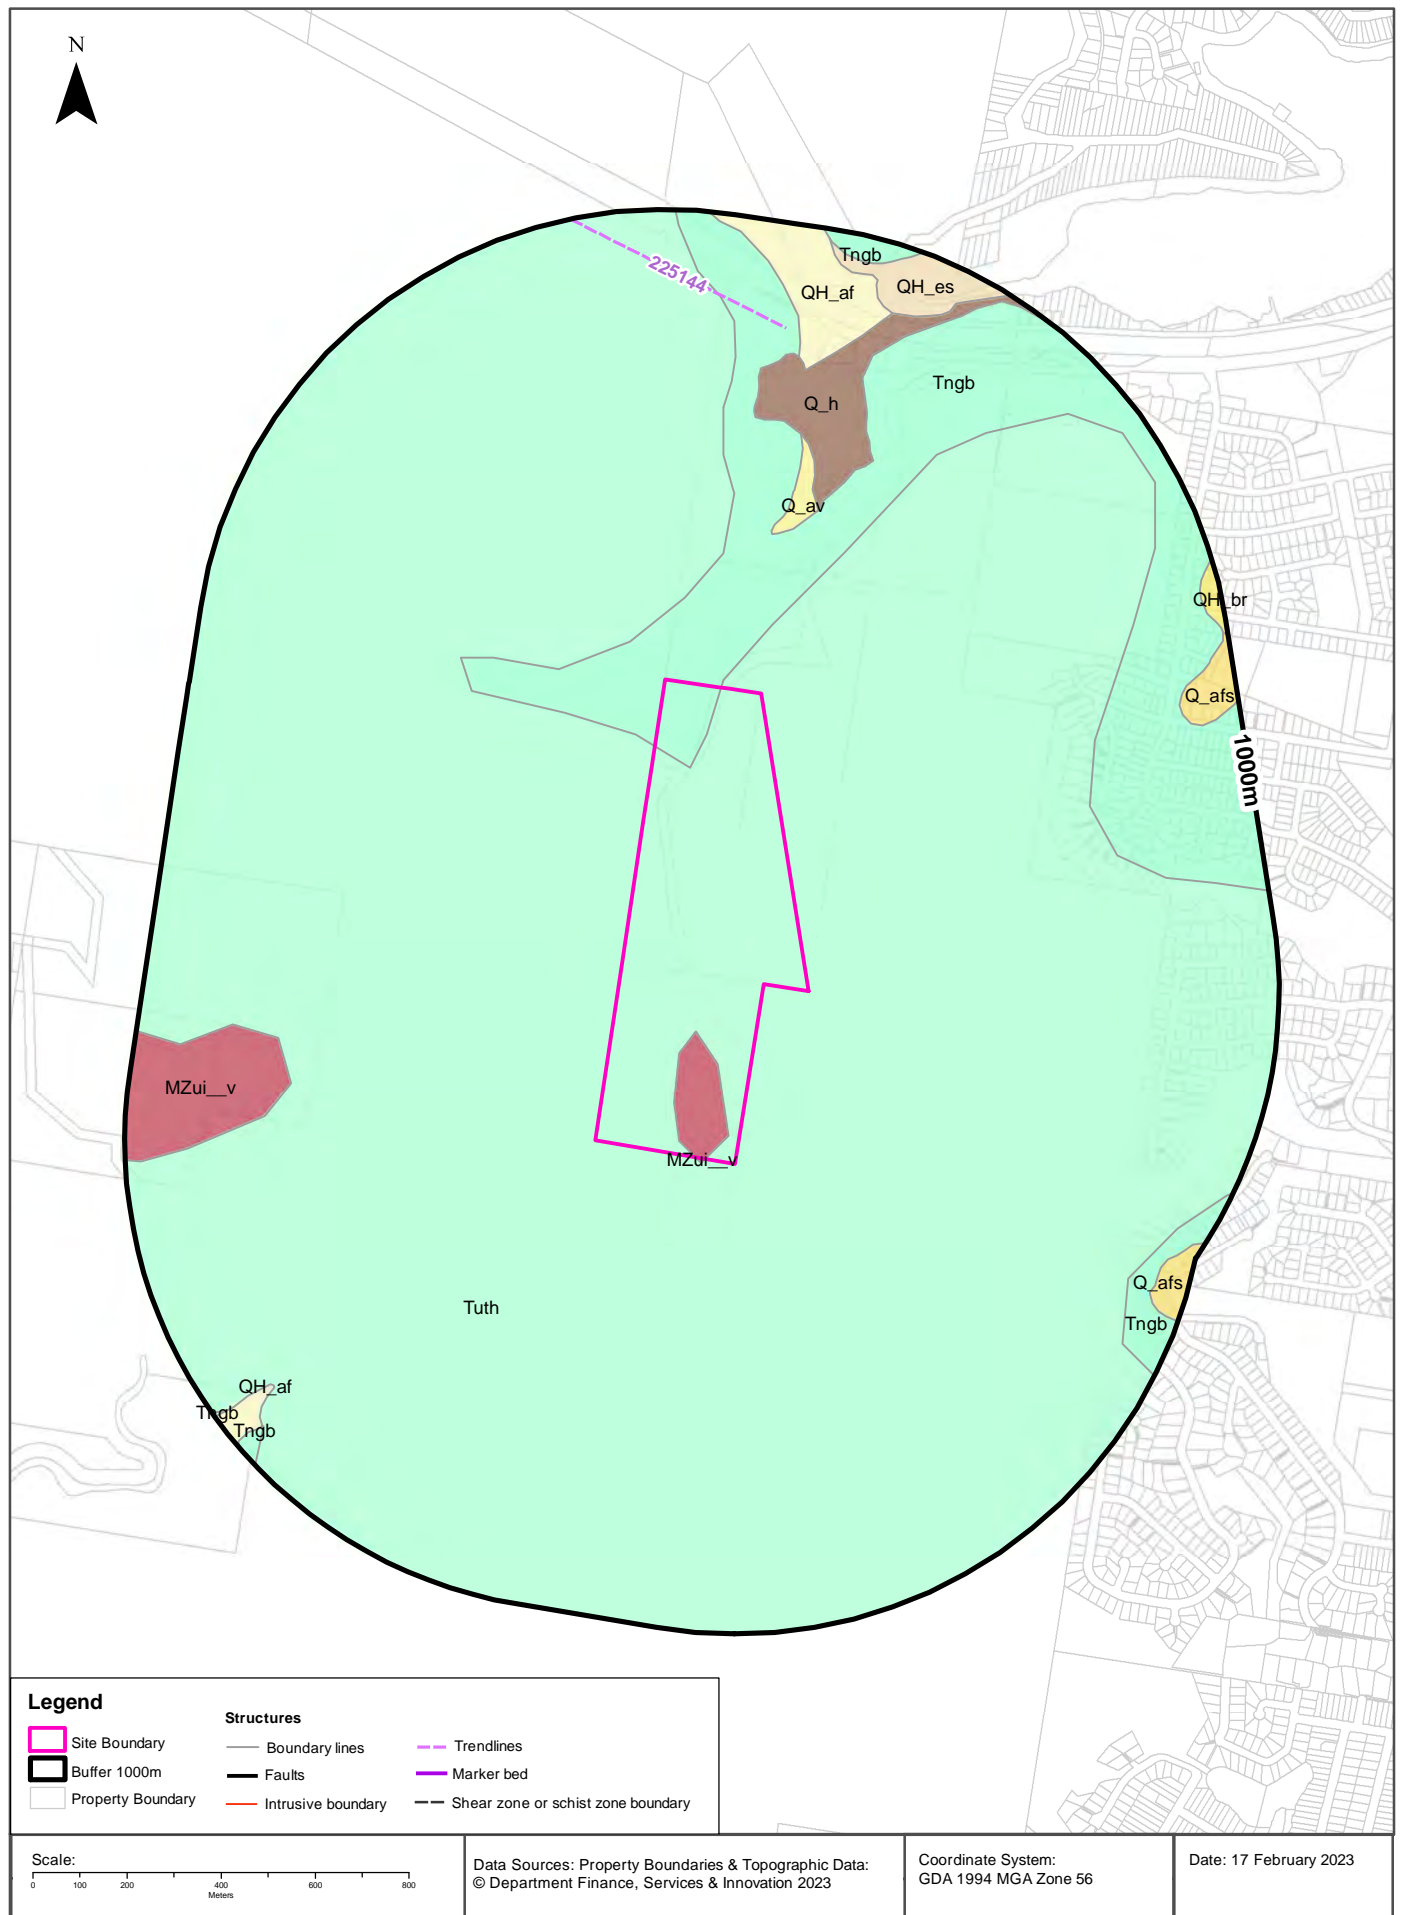 N
225144
Tngb
QH_af
QH_es
Tngb
Q_h
Q_av
QH_br
Q_afs
1000m
MZui__v
MZui__v
Q_afs
Tuth
Tngb
QH_af
Tngb
Tngb
Legend
Site Boundary
Buffer 1000m
Property Boundary
Structures
Boundary lines
Faults
Intrusive boundary
Trendlines
Marker bed
Shear zone or schist zone boundary
Scale:
0 100 200 400 600 800
Meters
Data Sources: Property Boundaries & Topographic Data:
© Department Finance, Services & Innovation 2023
Coordinate System:
GDA 1994 MGA Zone 56
Date: 17 February 2023